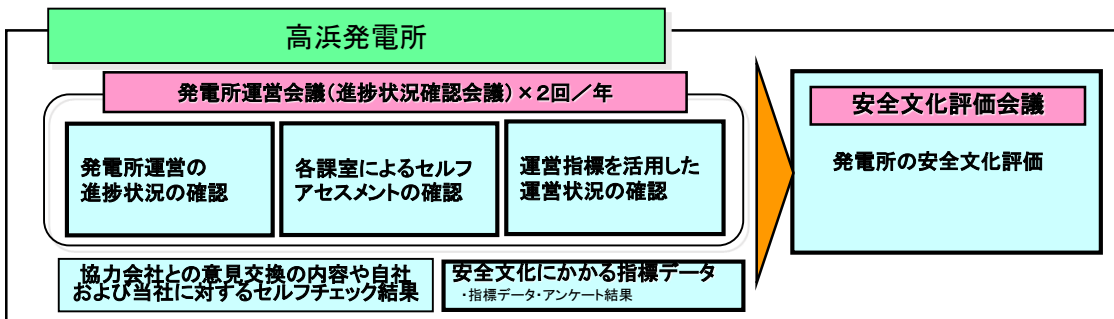 高浜発電所
発電所運営会議(進捗状況確認会議)×2回／年
発電所運営の
進捗状況の確認
各課室によるセルフ
アセスメントの確認
運営指標を活用した
運営状況の確認
協力会社との意見交換の内容や自社
および当社に対するセルフチェック結果
安全文化にかかる指標データ
・指標データ・アンケート結果
安全文化評価会議
発電所の安全文化評価